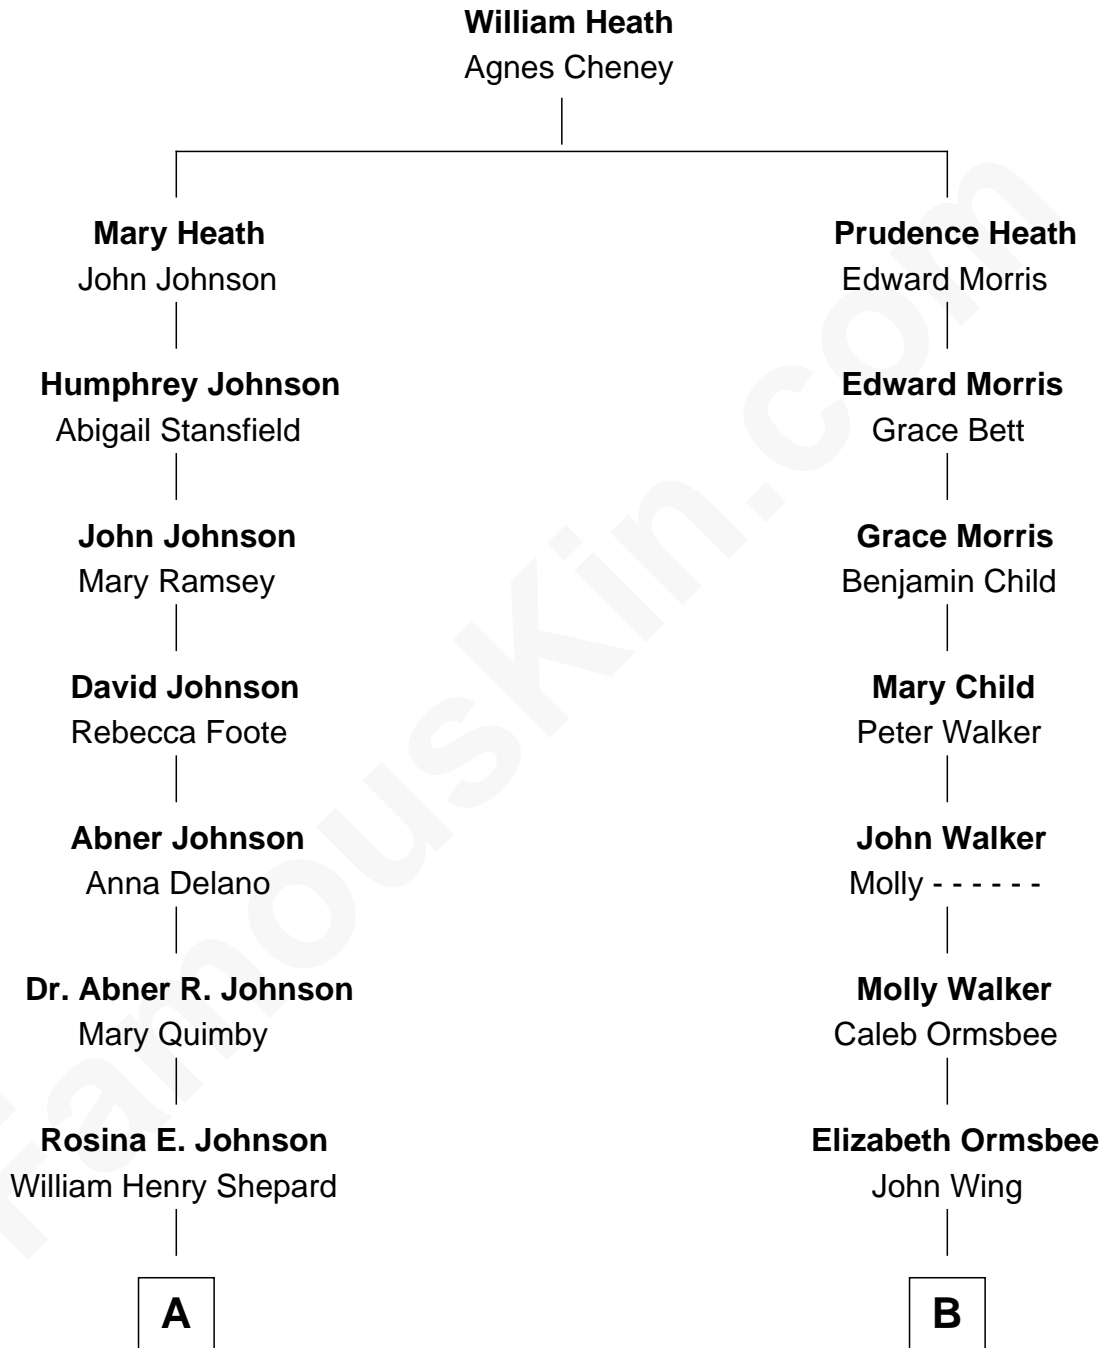 William Heath
Agnes Cheney
Mary Heath
John Johnson
Prudence Heath
Edward Morris
Humphrey Johnson
Abigail Stansfield
Edward Morris
Grace Bett
John Johnson
Mary Ramsey
Grace Morris
Benjamin Child
David Johnson
Rebecca Foote
Mary Child
Peter Walker
Abner Johnson
Anna Delano
John Walker
Molly - - - - - -
Dr. Abner R. Johnson
Mary Quimby
Molly Walker
Caleb Ormsbee
Rosina E. Johnson
William Henry Shepard
Elizabeth Ormsbee
John Wing
A
B
FamousKin.com